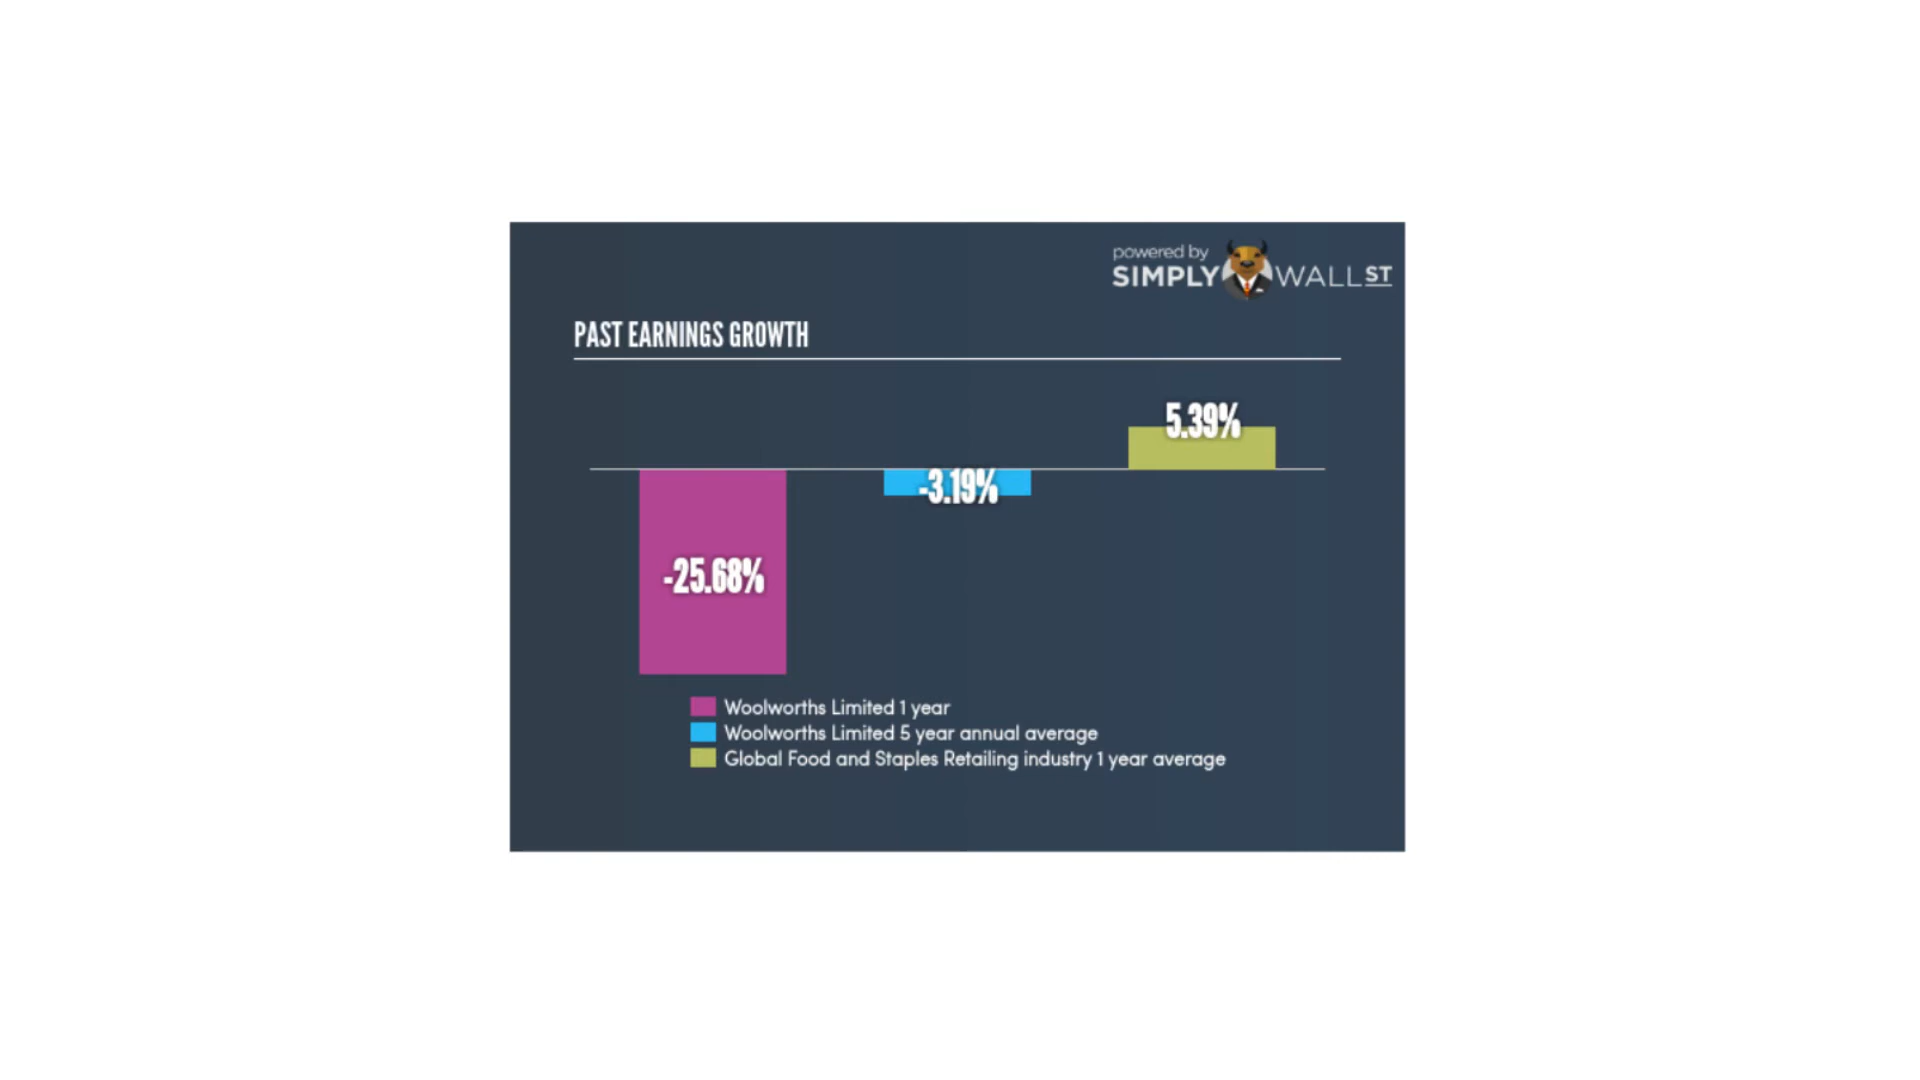 powered by
SIMPLY WALL ST
PAST EARNINGS GROWTH
5.39%
-3.19%
-25.68%
Woolworths Limited 1 year
Woolworths Limited 5 year annual average
Global Food and Staples Retailing industry 1 year average